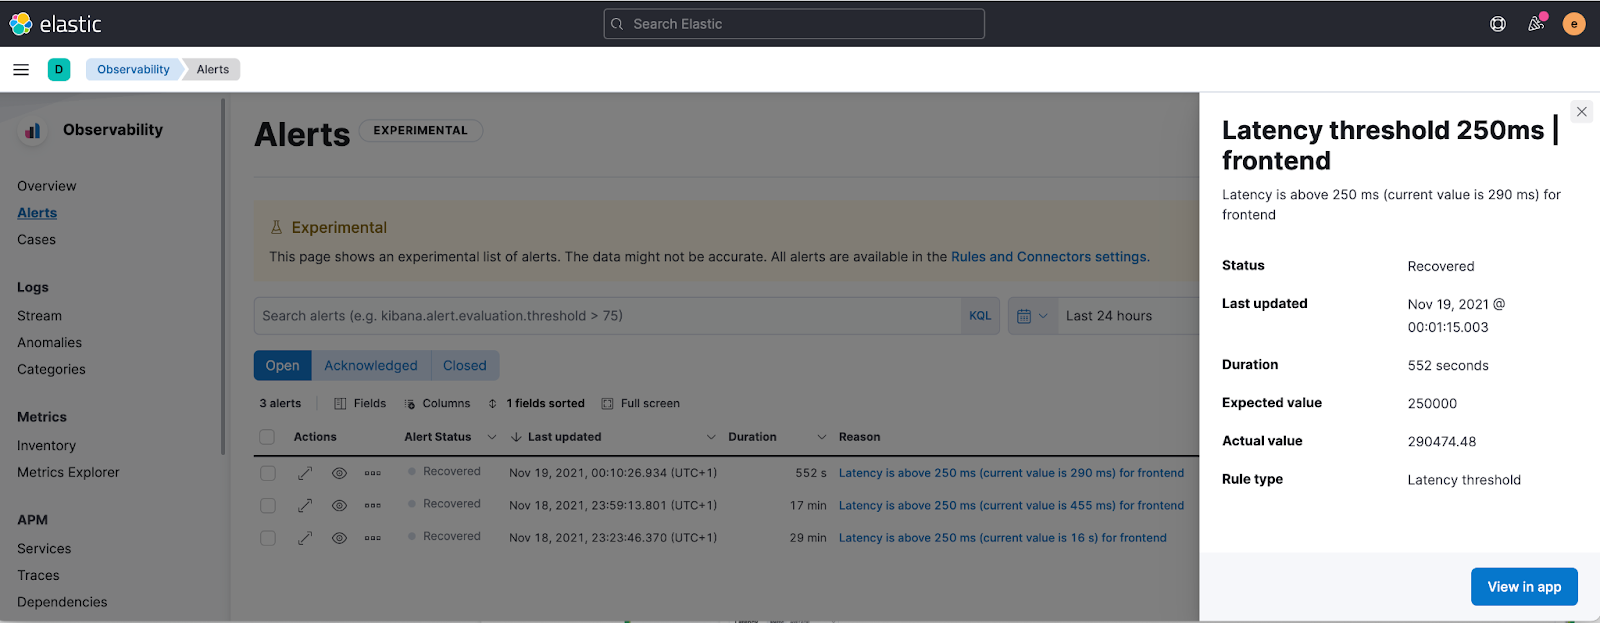 elastic
Search Elastic
e
D
Observability
Alerts
Observability
Overview
Alerts
Cases
Logs
Stream
Anomalies
Categories
Metrics
Inventory
Metrics Explorer
APM
Services
Traces
Dependencies
Alerts
EXPERIMENTAL
Experimental
This page shows an experimental list of alerts. The data might not be accurate. All alerts are available in the Rules and Connectors settings.
Search alerts (e.g. kibana.alert.evaluation.threshold > 75)
KQL
Last 24 hours
Open
Acknowledged
Closed
3 alerts
Fields
Columns
1 fields sorted
Full screen
Actions
Alert Status
Last updated
Duration
Reason
Recovered
Nov 19, 2021, 00:10:26.934 (UTC+1)
552 s
Latency is above 250 ms (current value is 290 ms) for frontend
Recovered
Nov 18, 2021, 23:59:13.801 (UTC+1)
17 min
Latency is above 250 ms (current value is 455 ms) for frontend
Recovered
Nov 18, 2021, 23:23:46.370 (UTC+1)
29 min
Latency is above 250 ms (current value is 16 s) for frontend
Latency threshold 250ms |
frontend
Latency is above 250 ms (current value is 290 ms) for
frontend
Status
Recovered
Last updated
Nov 19, 2021 @
00:01:15.003
Duration
552 seconds
Expected value
250000
Actual value
290474.48
Rule type
Latency threshold
View in app